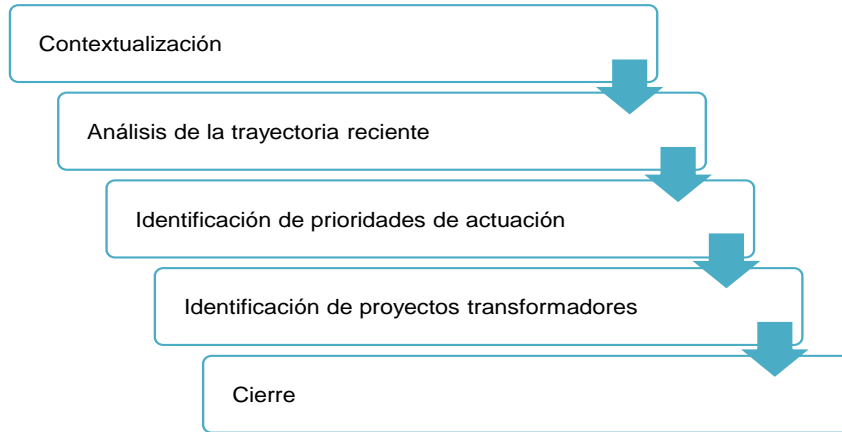 Contextualización
Análisis de la trayectoria reciente
Identificación de prioridades de actuación
Identificación de proyectos transformadores
Cierre